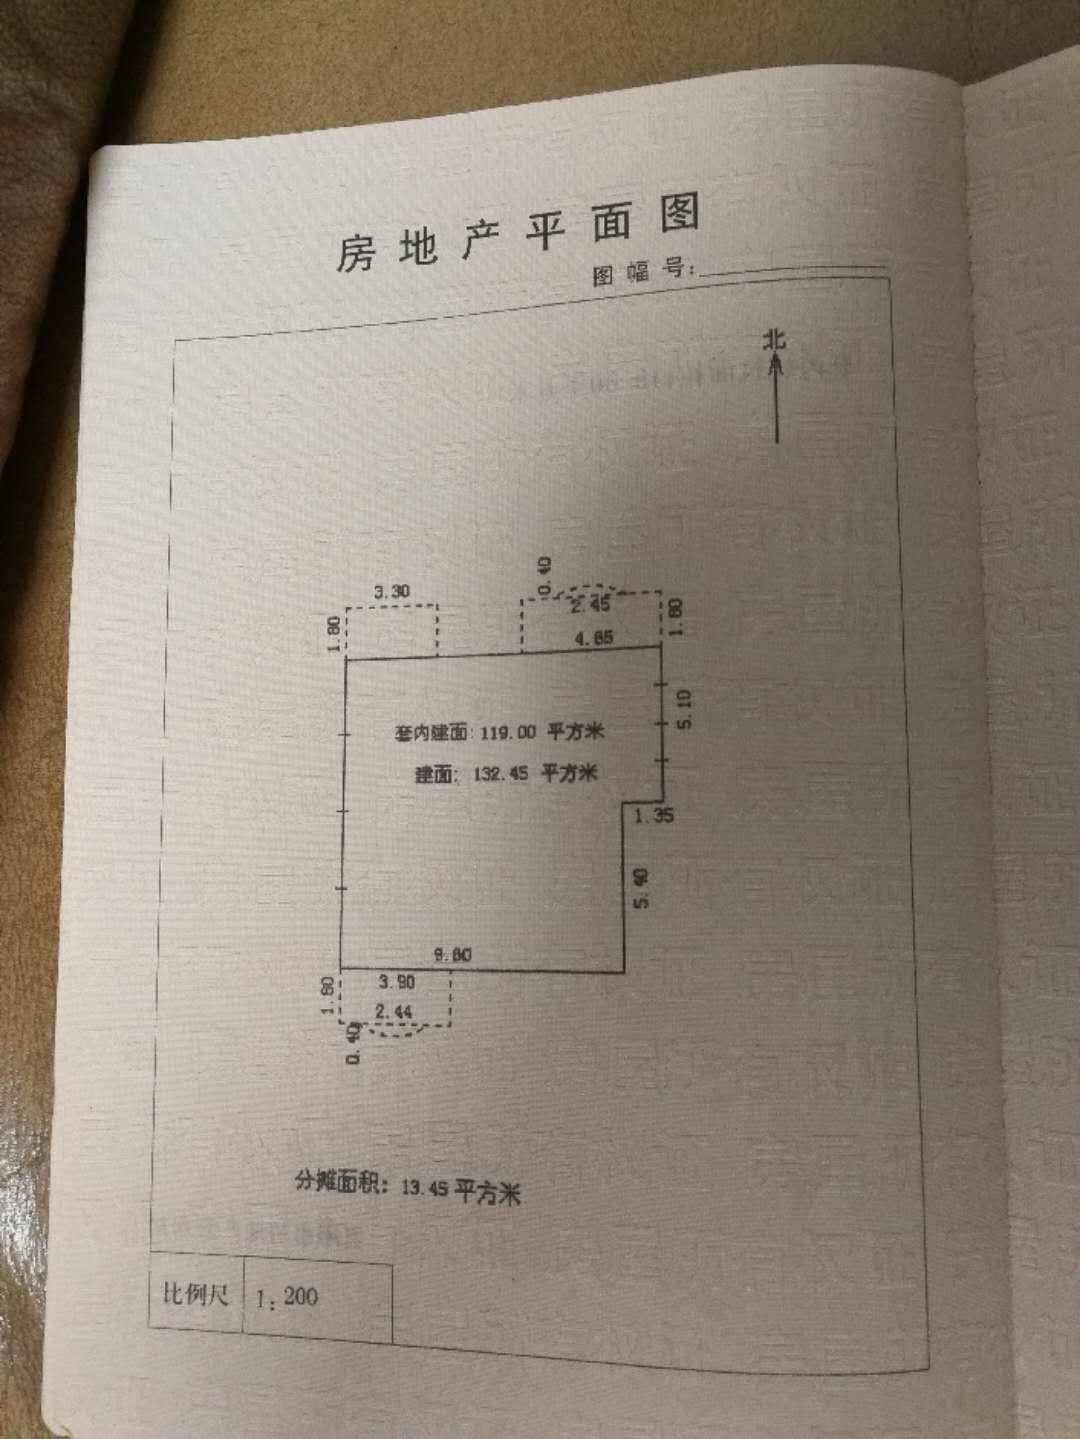 房地产平面图
图幅号:
北
0.40
3.30
2.45
1.80
1.80
4.65
5.10
套内建面:119.00 平方米
建面: 132.45 平方米
1.35
5.40
9.60
3.90
1.80
2.44
0.40
分摊面积: 13.45 平方米
比例尺 1: 200